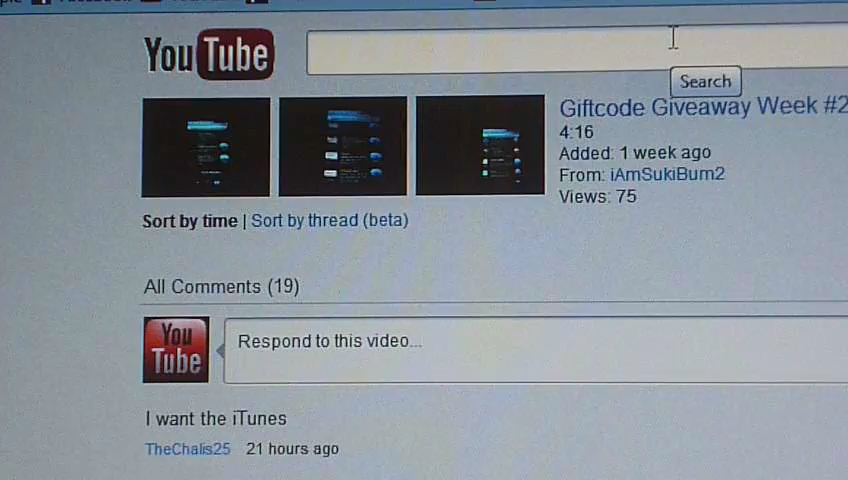 Facebook
YouTube
Search
Giftcode Giveaway Week #2
4:16
Added: 1 week ago
From: iAmSukiBum2
Views: 75
Sort by time | Sort by thread (beta)
All Comments (19)
You Tube
Respond to this video...
I want the iTunes
TheChalis25 21 hours ago